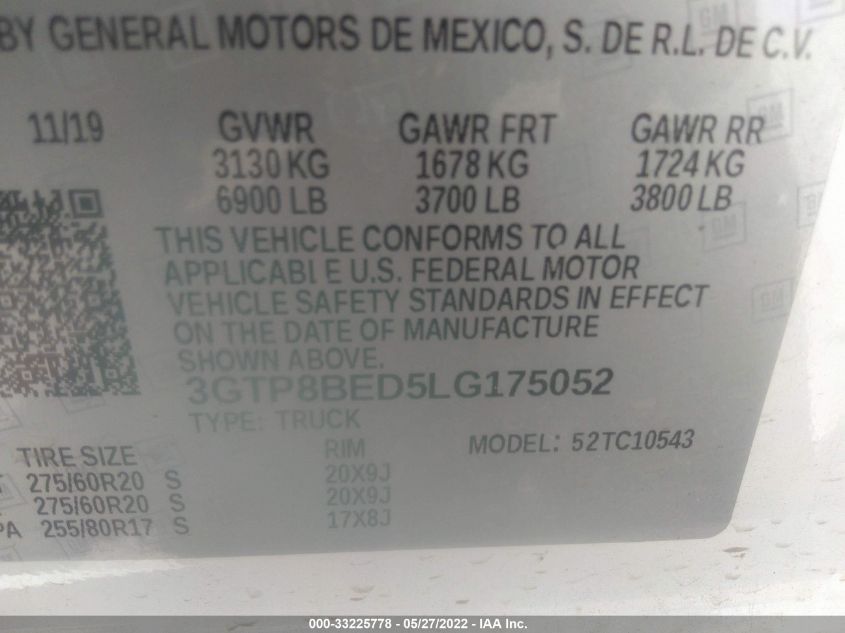 BY GENERAL MOTORS DE MEXICO, S. DE R.L. DE C.V.
11/19 GVWR GAWR FRT GAWR RR
3130 KG 1678 KG 1724 KG
6900 LB 3700 LB 3800 LB
THIS VEHICLE CONFORMS TO ALL
APPLICABLE U.S. FEDERAL MOTOR
VEHICLE SAFETY STANDARDS IN EFFECT
ON THE DATE OF MANUFACTURE
SHOWN ABOVE.
3GTP8BED5LG175052
TYPE: TRUCK
MODEL: 52TC10543
TIRE SIZE RIM
275/60R20 S 20X9J
275/60R20 S 20X9J
PA 255/80R17 S 17X8J
000-33225778 - 05/27/2022 - IAA Inc.